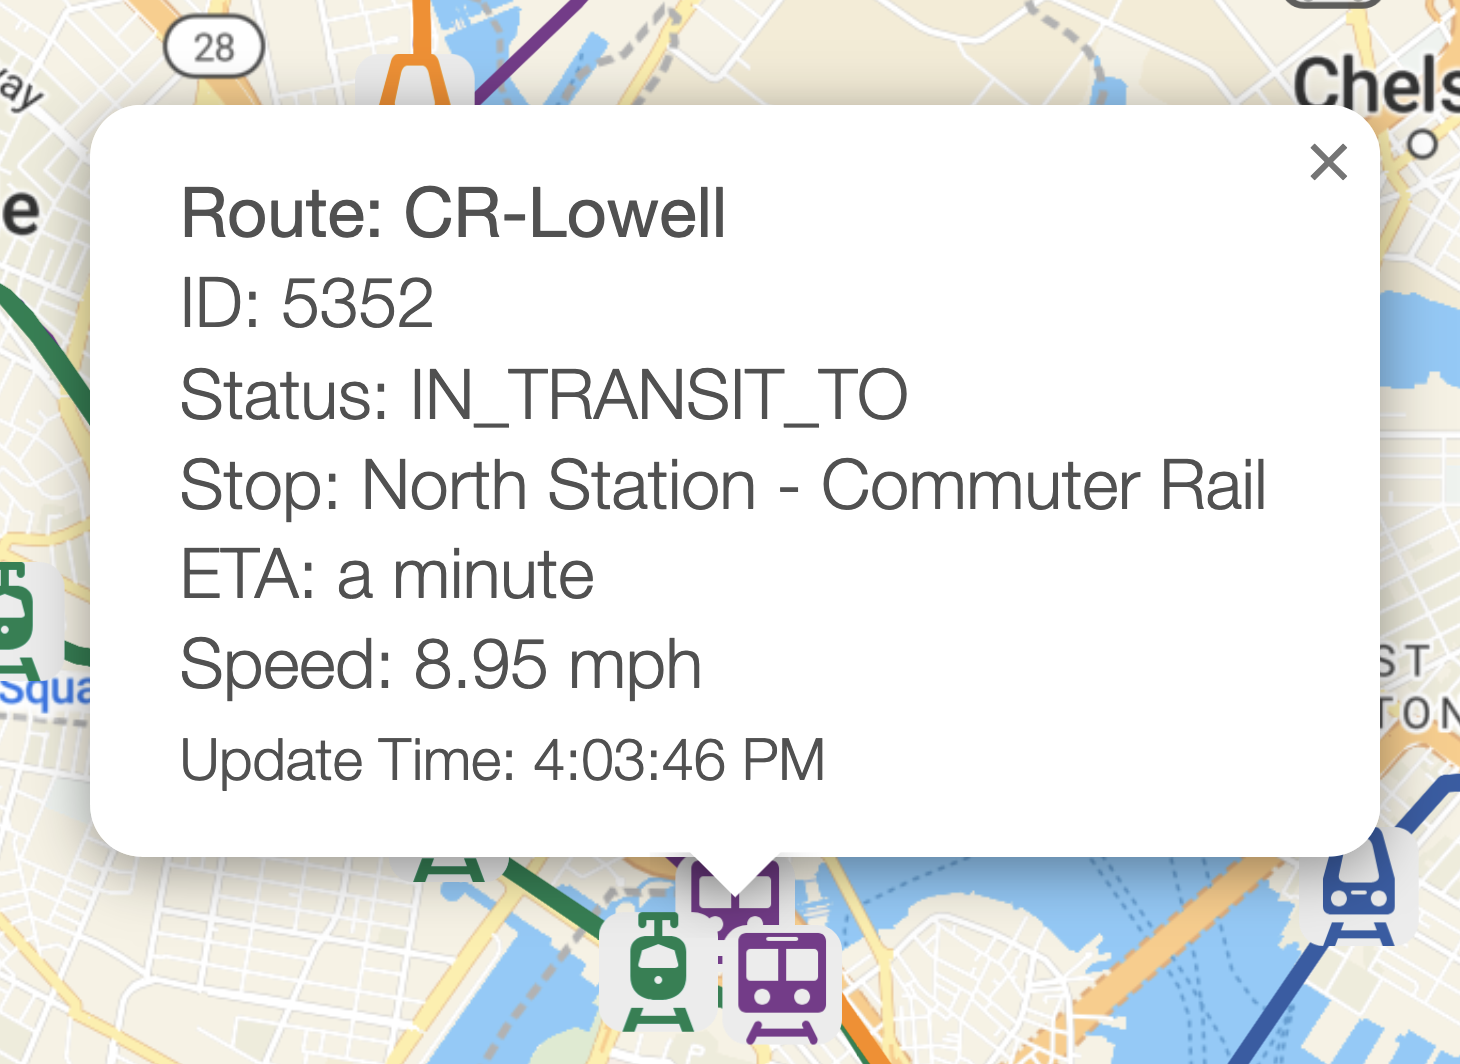 28
way
Chels
e
Route: CR-Lowell
ID: 5352
Status: IN_TRANSIT_TO
Stop: North Station - Commuter Rail
ETA: a minute
Speed: 8.95 mph
Update Time: 4:03:46 PM
Squa
ST
TON